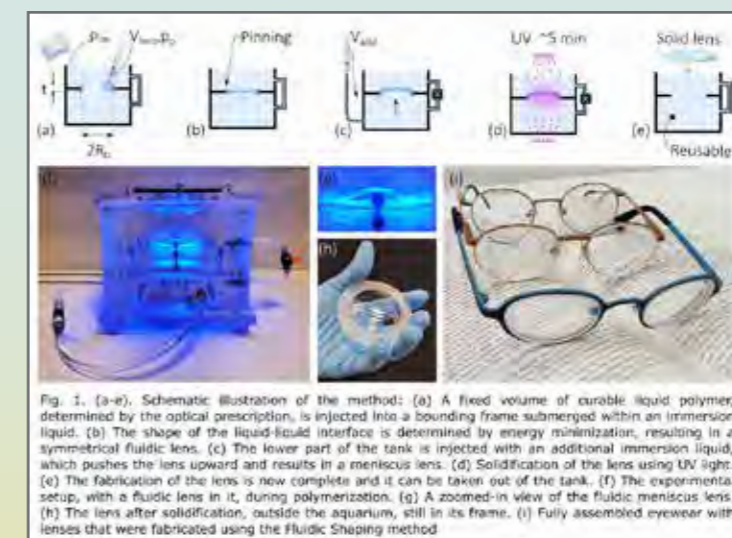 Pinning
UV ~5 min
Solid lens
t
(a)
(b)
(c)
(d)
(e)
Reusable
(h)
(i)
Fig. 1. (a-e). Schematic illustration of the method: (a) A fixed volume of curable liquid polymer,
determined by the optical prescription, is injected into a bounding frame submerged within an immersion
liquid. (b) The shape of the liquid-liquid interface is determined by energy minimization, resulting in a
symmetrical fluidic lens. (c) The lower part of the tank is injected with an additional immersion liquid,
which pushes the lens upward and results in a meniscus lens. (d) Solidification of the lens using UV light.
(e) The fabrication of the lens is now complete and it can be taken out of the tank. (f) The experimental
setup, with a fluidic lens in it, during polymerization. (g) A zoomed-in view of the fluidic meniscus lens.
(h) The lens after solidification, outside the aquarium, still in its frame. (i) Fully assembled eyewear with
lenses that were fabricated using the Fluidic Shaping method